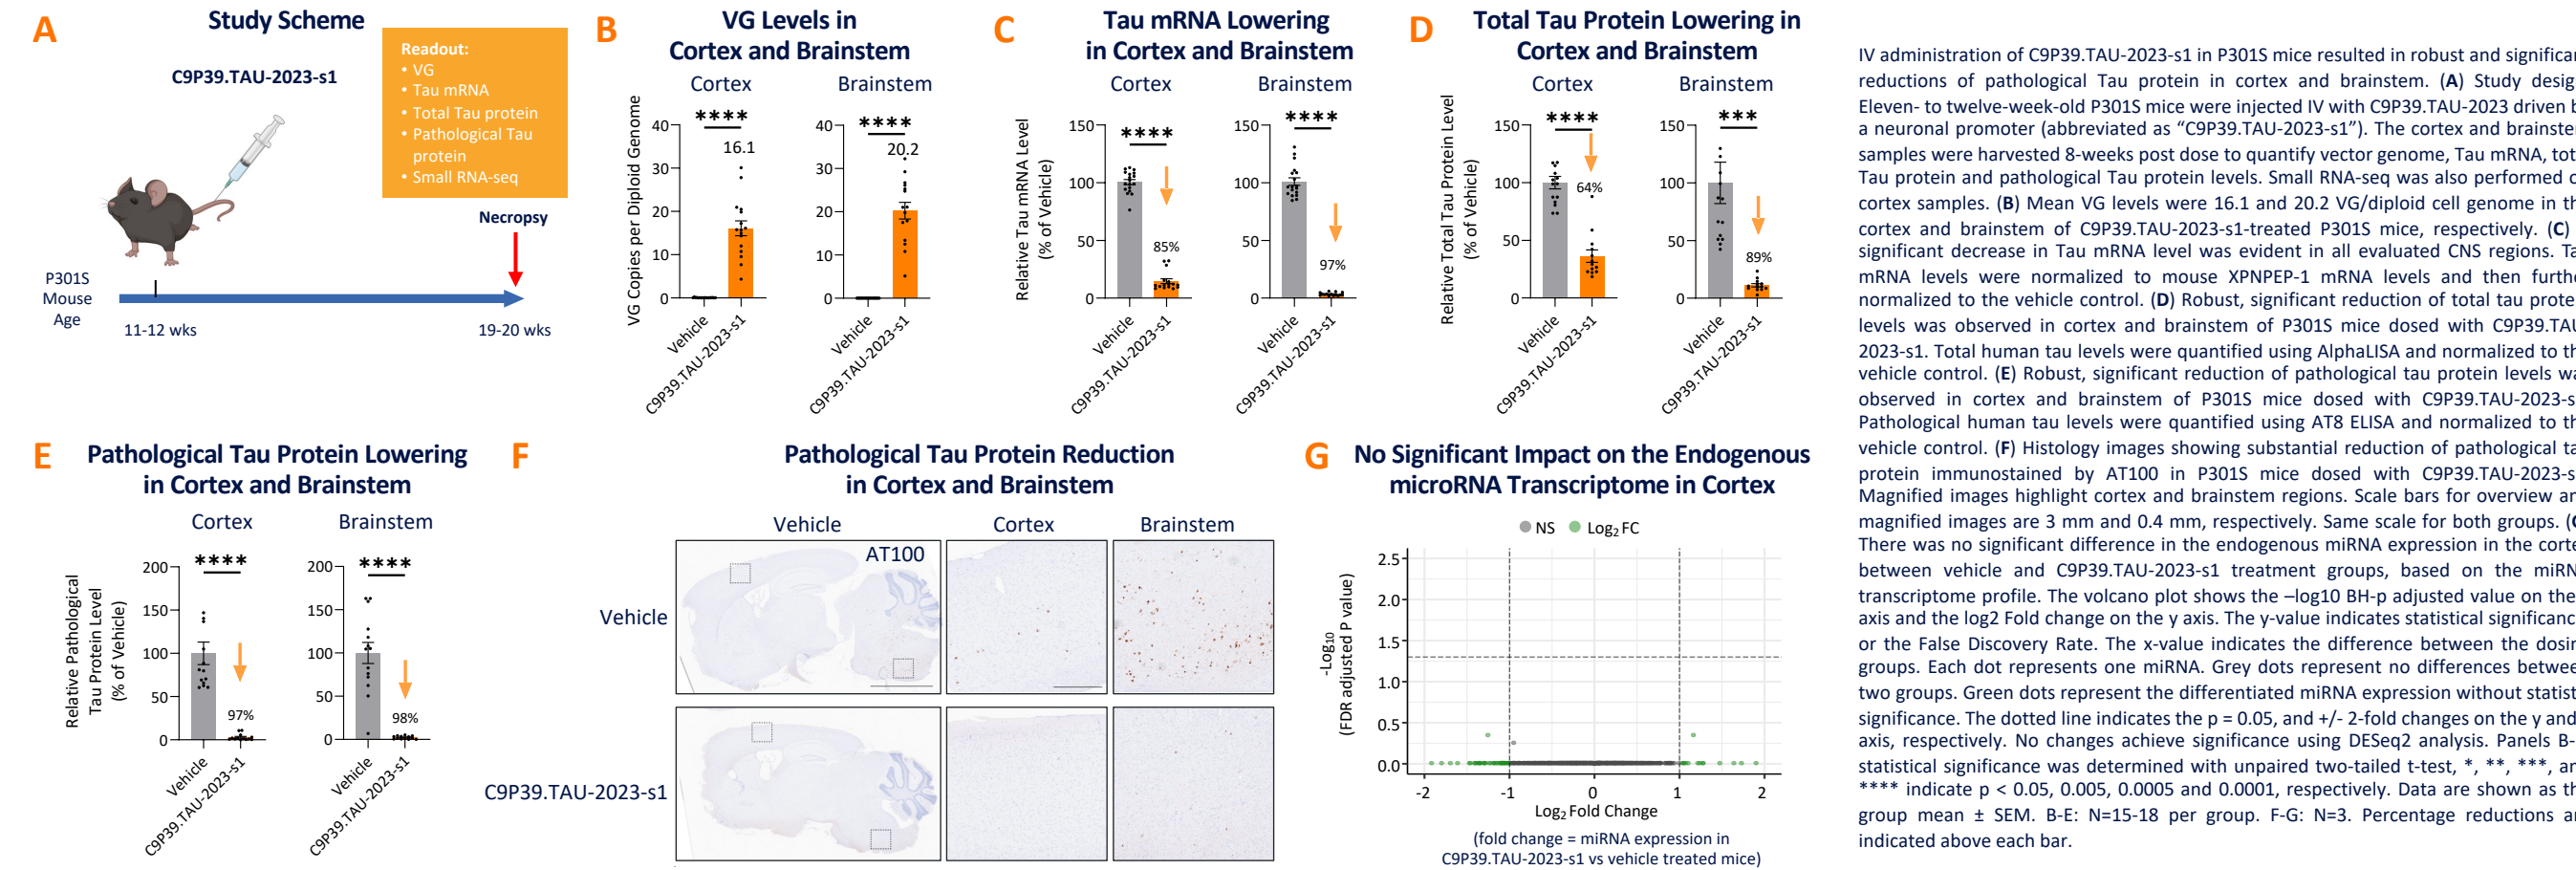 A
Study Scheme
C9P39.TAU-2023-s1
Readout:
• VG
• Tau mRNA
• Total Tau protein
• Pathological Tau
protein
• Small RNA-seq
Necropsy
P301S
Mouse
Age
11-12 wks
19-20 wks
B
VG Levels in
Cortex and Brainstem
Cortex
Brainstem
VG Copies per Diploid Genome
40
30
20
10
0
****
16.1
Vehicle
C9P39.TAU-2023-s1
40
30
20
10
0
****
20.2
Vehicle
C9P39.TAU-2023-s1
C
Tau mRNA Lowering
in Cortex and Brainstem
Cortex
Brainstem
Relative Tau mRNA Level
(% of Vehicle)
150
100
50
0
****
85%
Vehicle
C9P39.TAU-2023-s1
150
100
50
0
****
97%
Vehicle
C9P39.TAU-2023-s1
D
Total Tau Protein Lowering in
Cortex and Brainstem
Cortex
Brainstem
Relative Total Tau Protein Level
(% of Vehicle)
150
100
50
0
****
64%
Vehicle
C9P39.TAU-2023-s1
150
100
50
0
***
89%
Vehicle
C9P39.TAU-2023-s1
E
Pathological Tau Protein Lowering
in Cortex and Brainstem
Cortex
Brainstem
Relative Pathological
Tau Protein Level
(% of Vehicle)
200
150
100
50
0
****
97%
Vehicle
C9P39.TAU-2023-s1
200
150
100
50
0
****
98%
Vehicle
C9P39.TAU-2023-s1
F
Pathological Tau Protein Reduction
in Cortex and Brainstem
Vehicle
Cortex
Brainstem
AT100
Vehicle
C9P39.TAU-2023-s1
G
No Significant Impact on the Endogenous
microRNA Transcriptome in Cortex
NS
Log2 FC
-Log10
(FDR adjusted P value)
2.5
2.0
1.5
1.0
0.5
0.0
-2
-1
0
1
2
Log2 Fold Change
(fold change = miRNA expression in
C9P39.TAU-2023-s1 vs vehicle treated mice)
IV administration of C9P39.TAU-2023-s1 in P301S mice resulted in robust and significan
reductions of pathological Tau protein in cortex and brainstem. (A) Study desig
Eleven- to twelve-week-old P301S mice were injected IV with C9P39.TAU-2023 driven b
a neuronal promoter (abbreviated as “C9P39.TAU-2023-s1”). The cortex and brainstem
samples were harvested 8-weeks post dose to quantify vector genome, Tau mRNA, tot
Tau protein and pathological Tau protein levels. Small RNA-seq was also performed o
cortex samples. (B) Mean VG levels were 16.1 and 20.2 VG/diploid cell genome in th
cortex and brainstem of C9P39.TAU-2023-s1-treated P301S mice, respectively. (C)
significant decrease in Tau mRNA level was evident in all evaluated CNS regions. Ta
mRNA levels were normalized to mouse XPNPEP-1 mRNA levels and then furthe
normalized to the vehicle control. (D) Robust, significant reduction of total tau protei
levels was observed in cortex and brainstem of P301S mice dosed with C9P39.TAU
2023-s1. Total human tau levels were quantified using AlphaLISA and normalized to th
vehicle control. (E) Robust, significant reduction of pathological tau protein levels wa
observed in cortex and brainstem of P301S mice dosed with C9P39.TAU-2023-s
Pathological human tau levels were quantified using AT8 ELISA and normalized to th
vehicle control. (F) Histology images showing substantial reduction of pathological ta
protein immunostained by AT100 in P301S mice dosed with C9P39.TAU-2023-s
Magnified images highlight cortex and brainstem regions. Scale bars for overview an
magnified images are 3 mm and 0.4 mm, respectively. Same scale for both groups. (G
There was no significant difference in the endogenous miRNA expression in the corte
between vehicle and C9P39.TAU-2023-s1 treatment groups, based on the miRN
transcriptome profile. The volcano plot shows the –log10 BH-p adjusted value on the
axis and the log2 Fold change on the y axis. The y-value indicates statistical significanc
or the False Discovery Rate. The x-value indicates the difference between the dosin
groups. Each dot represents one miRNA. Grey dots represent no differences betwee
two groups. Green dots represent the differentiated miRNA expression without statist
significance. The dotted line indicates the p = 0.05, and +/- 2-fold changes on the y and
axis, respectively. No changes achieve significance using DESeq2 analysis. Panels B-
statistical significance was determined with unpaired two-tailed t-test, *, **, ***, an
**** indicate p < 0.05, 0.005, 0.0005 and 0.0001, respectively. Data are shown as th
group mean ± SEM. B-E: N=15-18 per group. F-G: N=3. Percentage reductions ar
indicated above each bar.